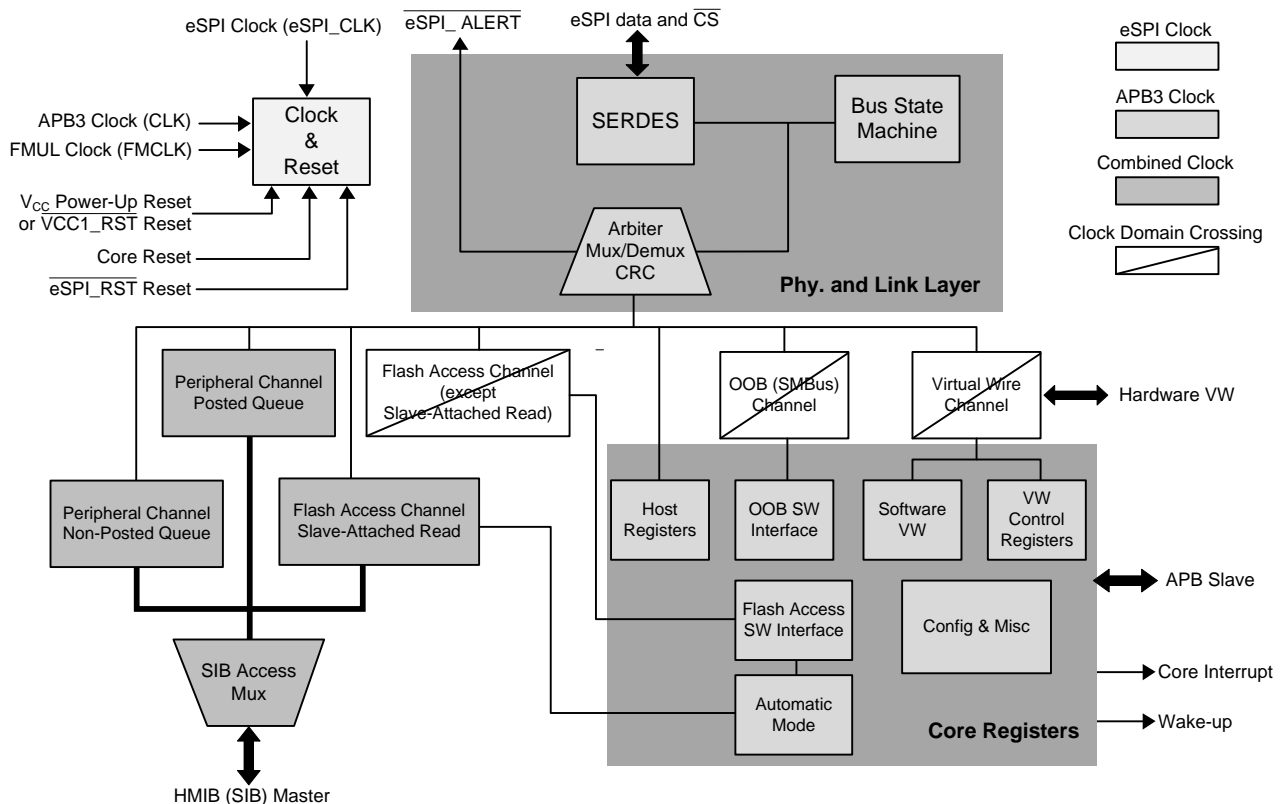 eSPI Clock (eSPI_CLK)
eSPI_ ALERT
eSPI data and CS
eSPI Clock
APB3 Clock
Combined Clock
Clock Domain Crossing
APB3 Clock (CLK)
FMUL Clock (FMCLK)
Clock
&
Reset
VCC Power-Up Reset
or VCC1_RST Reset
Core Reset
eSPI_RST Reset
SERDES
Bus State
Machine
Arbiter
Mux/Demux
CRC
Phy. and Link Layer
Peripheral Channel
Posted Queue
Flash Access Channel
(except
Slave-Attached Read)
OOB (SMBus)
Channel
Virtual Wire
Channel
Hardware VW
Peripheral Channel
Non-Posted Queue
Flash Access Channel
Slave-Attached Read
Host
Registers
OOB SW
Interface
Software
VW
VW
Control
Registers
APB Slave
Flash Access
SW Interface
Config & Misc
SIB Access
Mux
Automatic
Mode
Core Registers
Core Interrupt
Wake-up
HMIB (SIB) Master